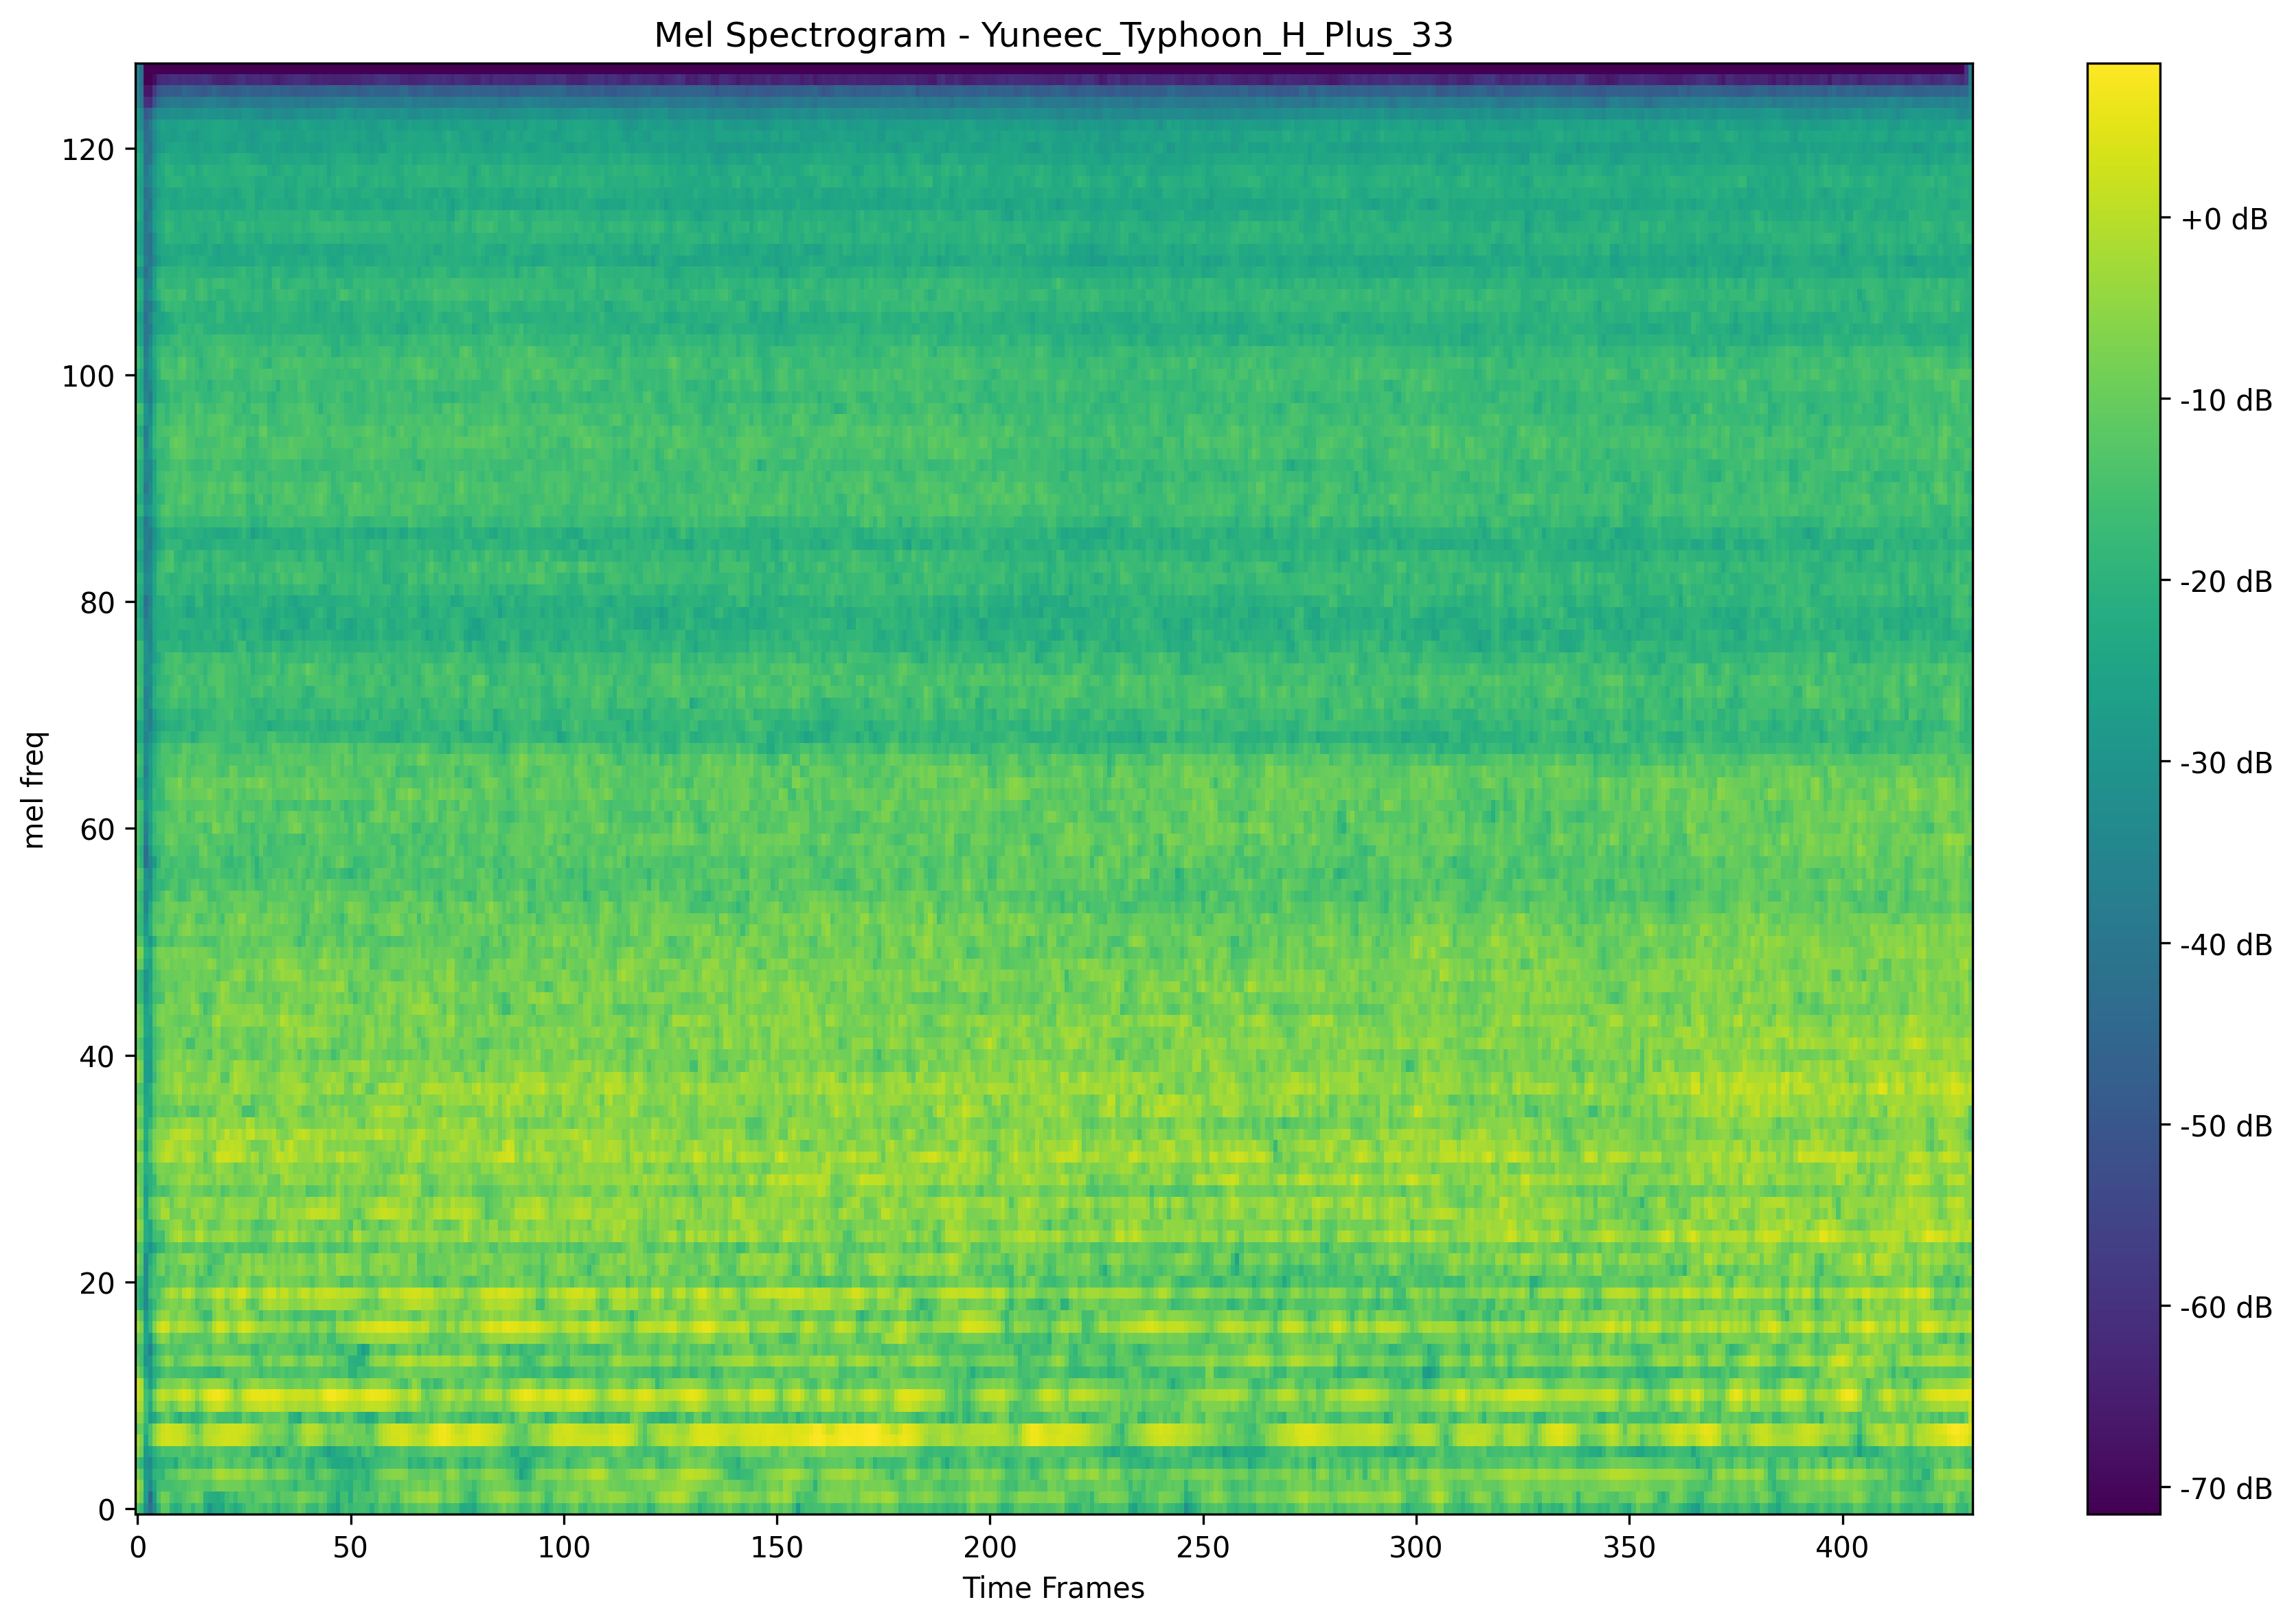 Mel Spectrogram - Yuneec_Typhoon_H_Plus_33
mel freq
120
100
80
60
40
20
0
0 50 100 150 200 250 300 350 400
Time Frames
+0 dB
-10 dB
-20 dB
-30 dB
-40 dB
-50 dB
-60 dB
-70 dB